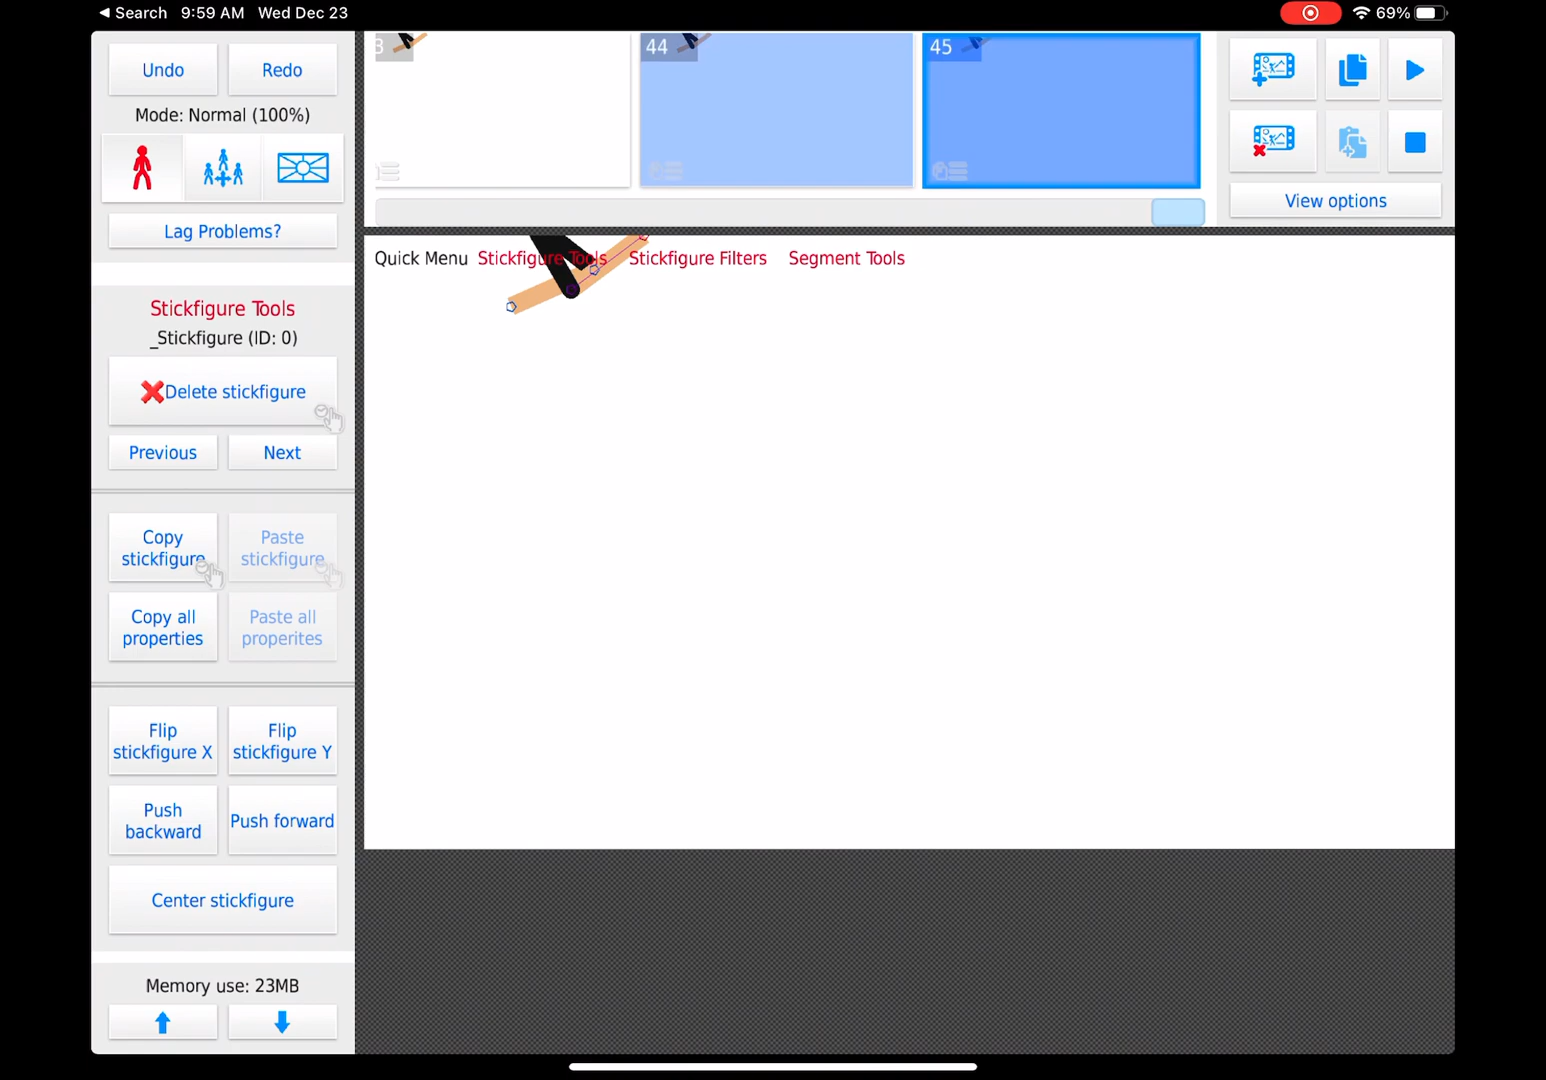 Search 9:59 AM Wed Dec 23 69%
Undo Redo
Mode: Normal (100%)
Lag Problems?
Stickfigure Tools
_Stickfigure (ID: 0)
Delete stickfigure
Previous Next
Copy
stickfigure
Paste
stickfigure
Copy all
properties
Paste all
properites
Flip
stickfigure X
Flip
stickfigure Y
Push
backward
Push forward
Center stickfigure
Memory use: 23MB
3 44 45
View options
Quick Menu Stickfigure Tools Stickfigure Filters Segment Tools